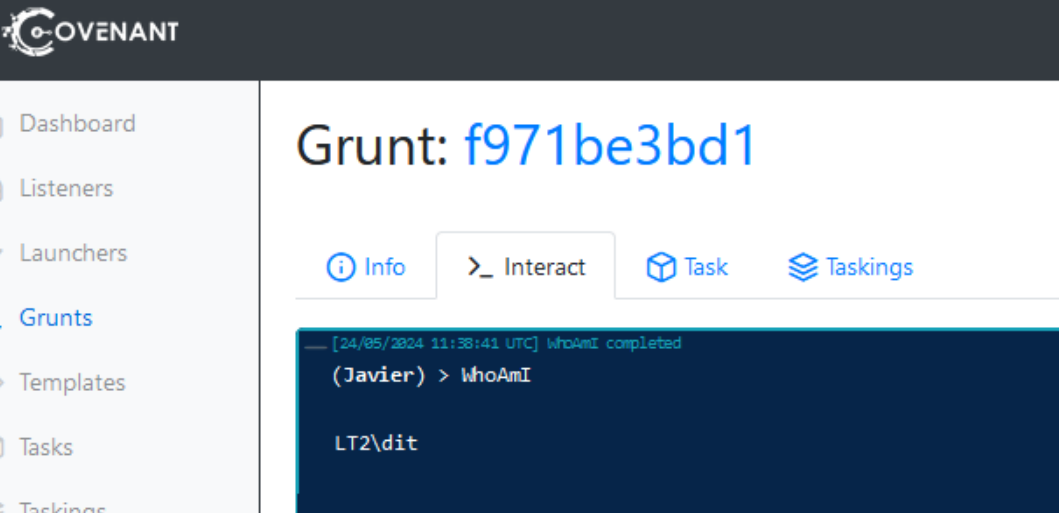 COVENANT
Dashboard
Listeners
Launchers
Grunts
Templates
Tasks
Taskings
Grunt: f971be3bd1
Info
>_ Interact
Task
Taskings
[24/05/2024 11:38:41 UTC] WhoAmI completed
(Javier) > WhoAmI
LT2\dit